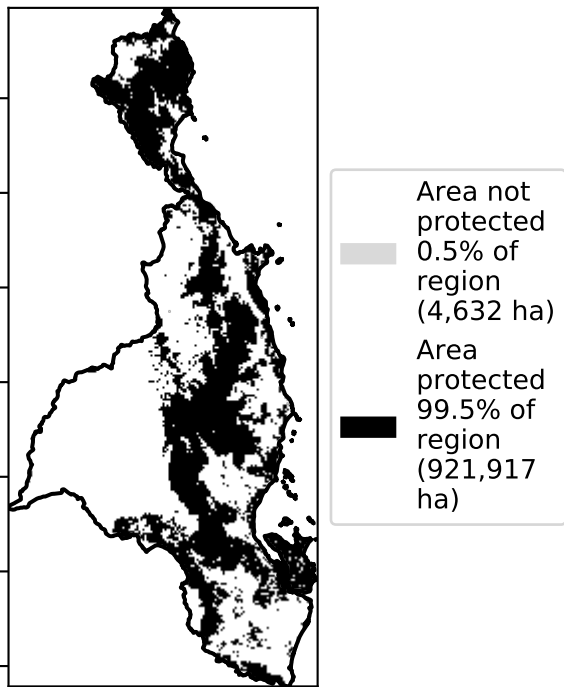 Area not
protected
0.5% of
region
(4,632 ha)
Area
protected
99.5% of
region
(921,917
ha)